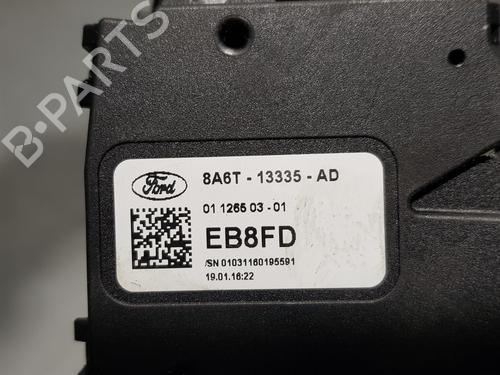 B-PARTS
Ford
8A6T - 13335 - AD
01 1265 03 - 01
EB8FD
/SN 01031160195591
19.01.16:22